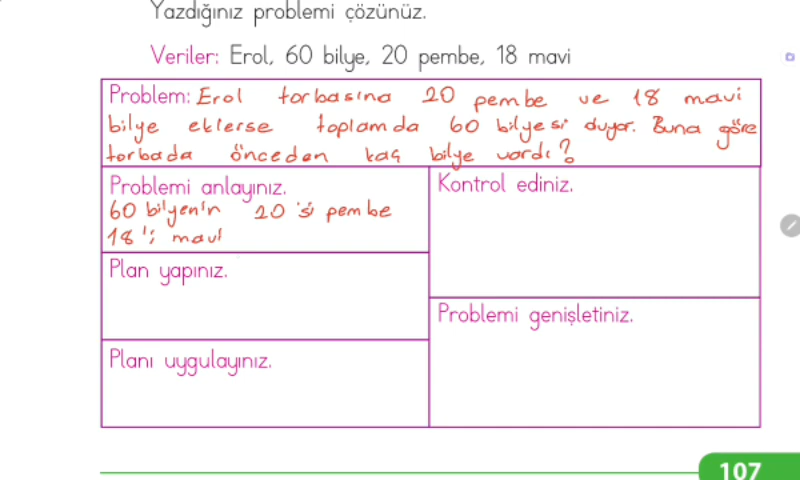 Yazdığınız problemi çözünüz.
Veriler: Erol, 60 bilye, 20 pembe, 18 mavi
Problem: Erol torbasına 20 pembe ve 18 mavi
bilye eklerse toplamda 60 bilyesi oluyor. Buna göre
torbada önceden kaç bilye vardı?
Problemi anlayınız.
60 bilyenin 20'si pembe
18'i mavi
Plan yapınız.
Planı uygulayınız.
Kontrol ediniz.
Problemi genişletiniz.
107